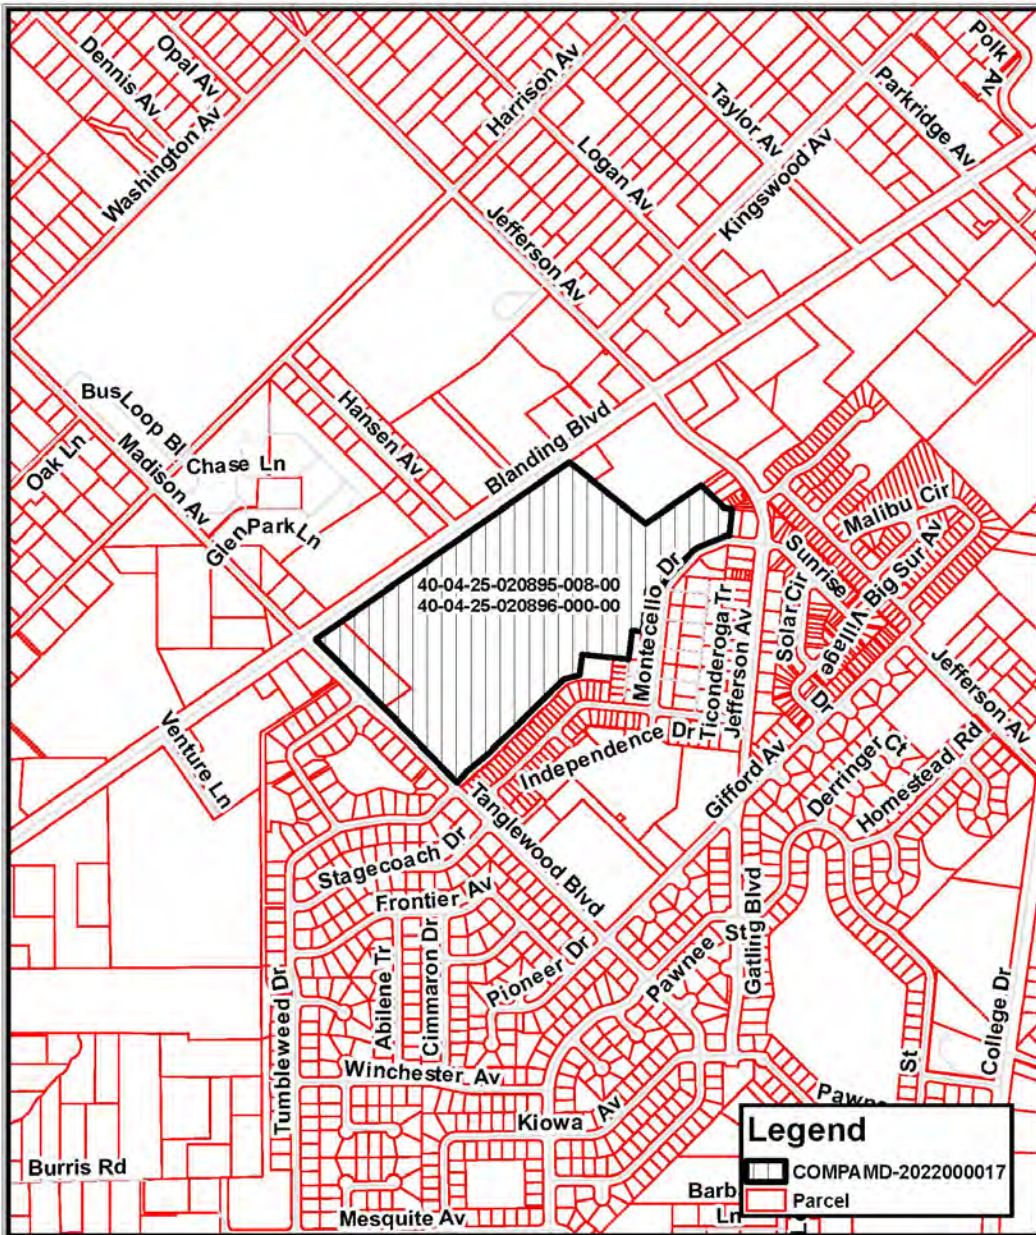 Dennis Av
Opal Av
Washington Av
Harrison Av
Logan Av
Taylor Av
Kingswood Av
Parkridge Av
Polk Av
Jefferson Av
Bus Loop Bl
Oak Ln
Madison Av
Chase Ln
Glen Park Ln
Hansen Av
Blanding Blvd
40-04-25-020895-008-00
40-04-25-020896-000-00
Malibu Cir
Sunrise
Village
Dr
Big Sur Av
Solar Cir
Montecello Dr
Ticonderoga Tr
Jefferson Av
Jefferson Av
Independence Dr
Gifford Av
Derringer Ct
Homestead Rd
Venture Ln
Tanglewood Blvd
Stagecoach Dr
Frontier Av
Pioneer Dr
Pawnee St
Gatling Blvd
Abilene Tr
Cimmaron Dr
Tumbleweed Dr
Winchester Av
Kiowa Av
St
College Dr
Burris Rd
Mesquite Av
Legend
COMPAMD-2022000017
Parcel
Ln